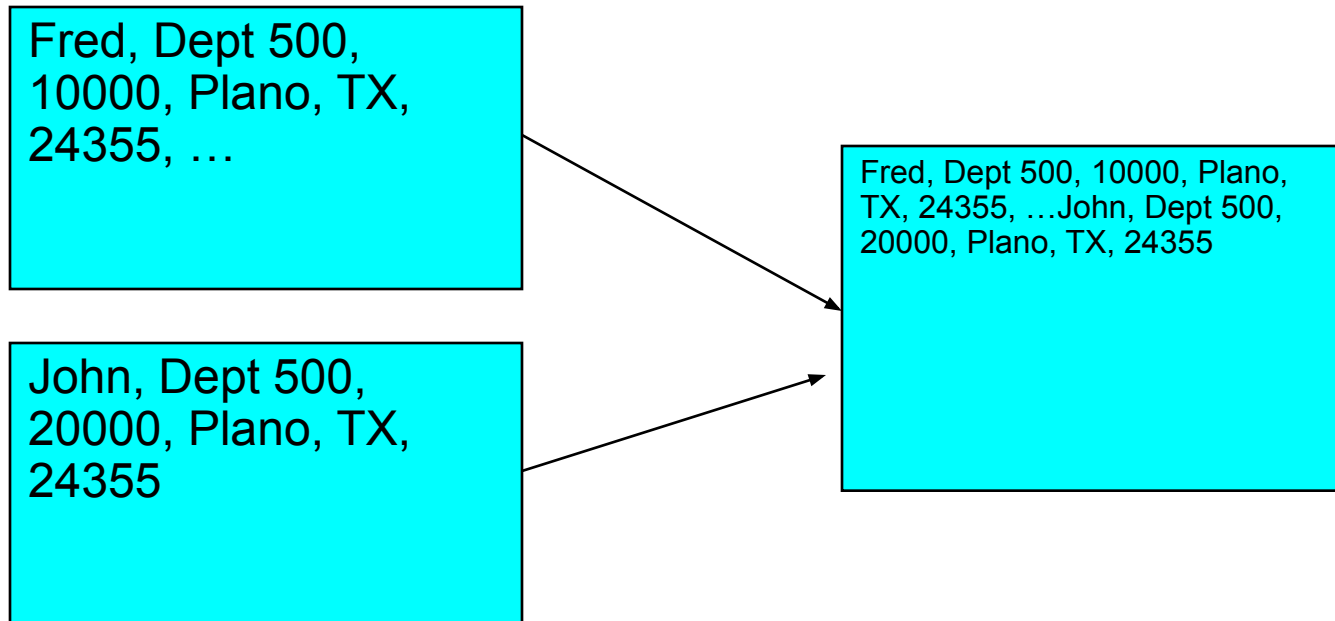 Fred, Dept 500,
10000, Plano, TX,
24355, …
John, Dept 500,
20000, Plano, TX,
24355
Fred, Dept 500, 10000, Plano,
TX, 24355, …John, Dept 500,
20000, Plano, TX, 24355